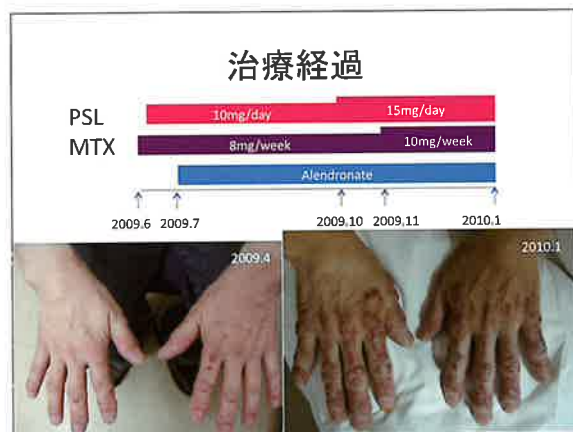 治療経過
PSL
10mg/day
15mg/day
MTX
8mg/week
10mg/week
Alendronate
2009.6
2009.7
2009.10
2009.11
2010.1
2009.4
2010.1